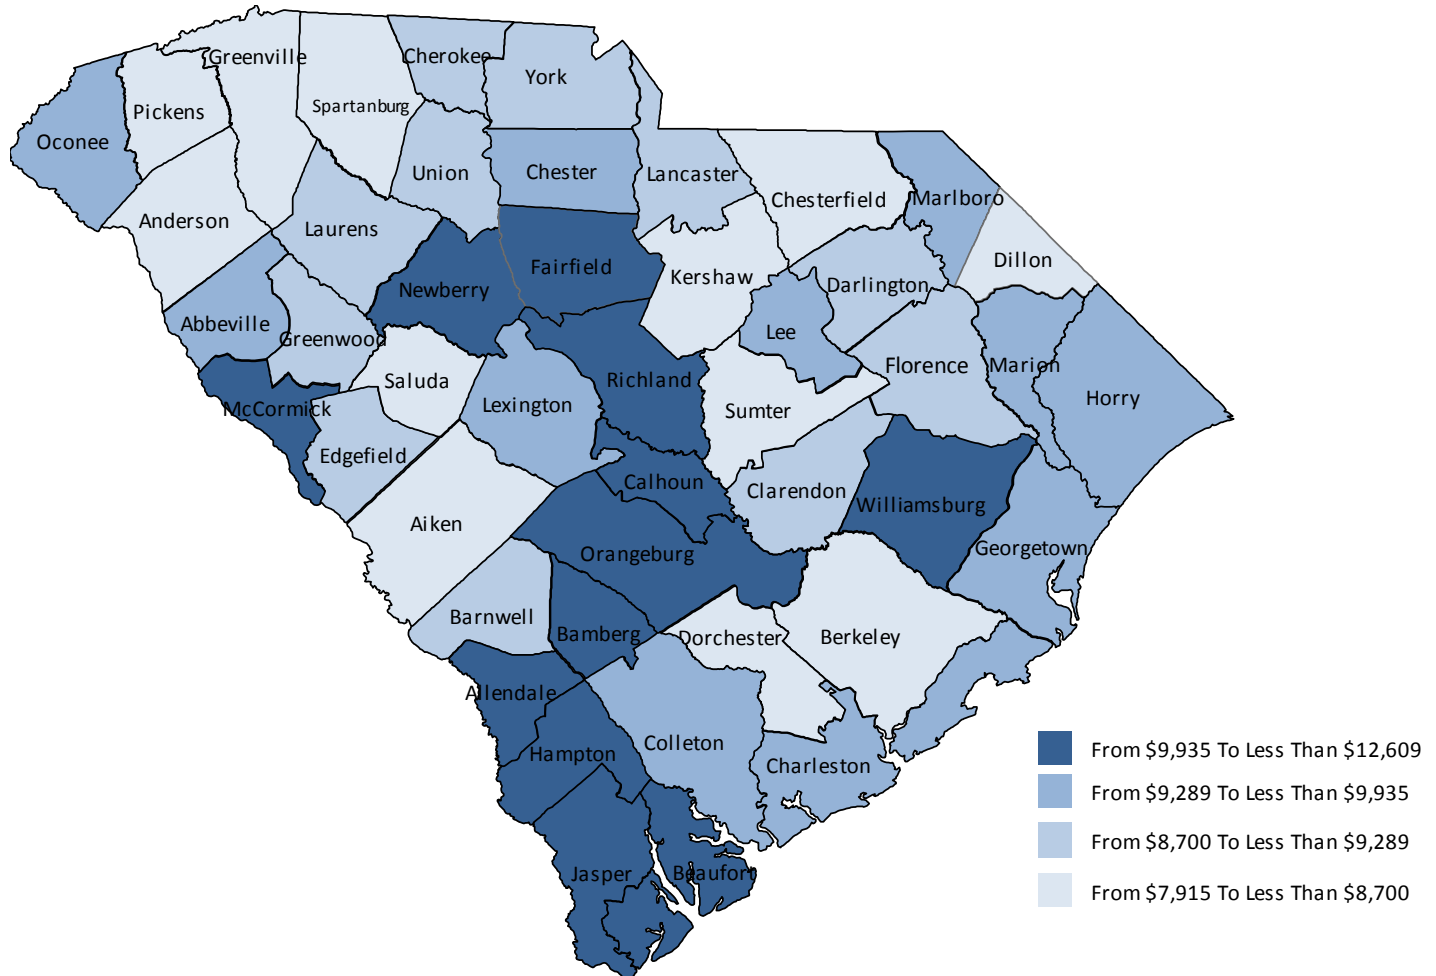 Greenville
Cherokee
York
Spartanburg
Pickens
Oconee
Union
Chester
Lancaster
Chesterfield
Marlboro
Anderson
Laurens
Dillon
Fairfield
Kershaw
Newberry
Darlington
Abbeville
Greenwood
Lee
Saluda
Richland
Florence
Marion
Horry
McCormick
Lexington
Sumter
Edgefield
Calhoun
Clarendon
Williamsburg
Aiken
Orangeburg
Georgetown
Barnwell
Bamberg
Dorchester
Berkeley
Allendale
Hampton
Colleton
Charleston
Jasper
Beaufort
From $9,935 To Less Than $12,609
From $9,289 To Less Than $9,935
From $8,700 To Less Than $9,289
From $7,915 To Less Than $8,700